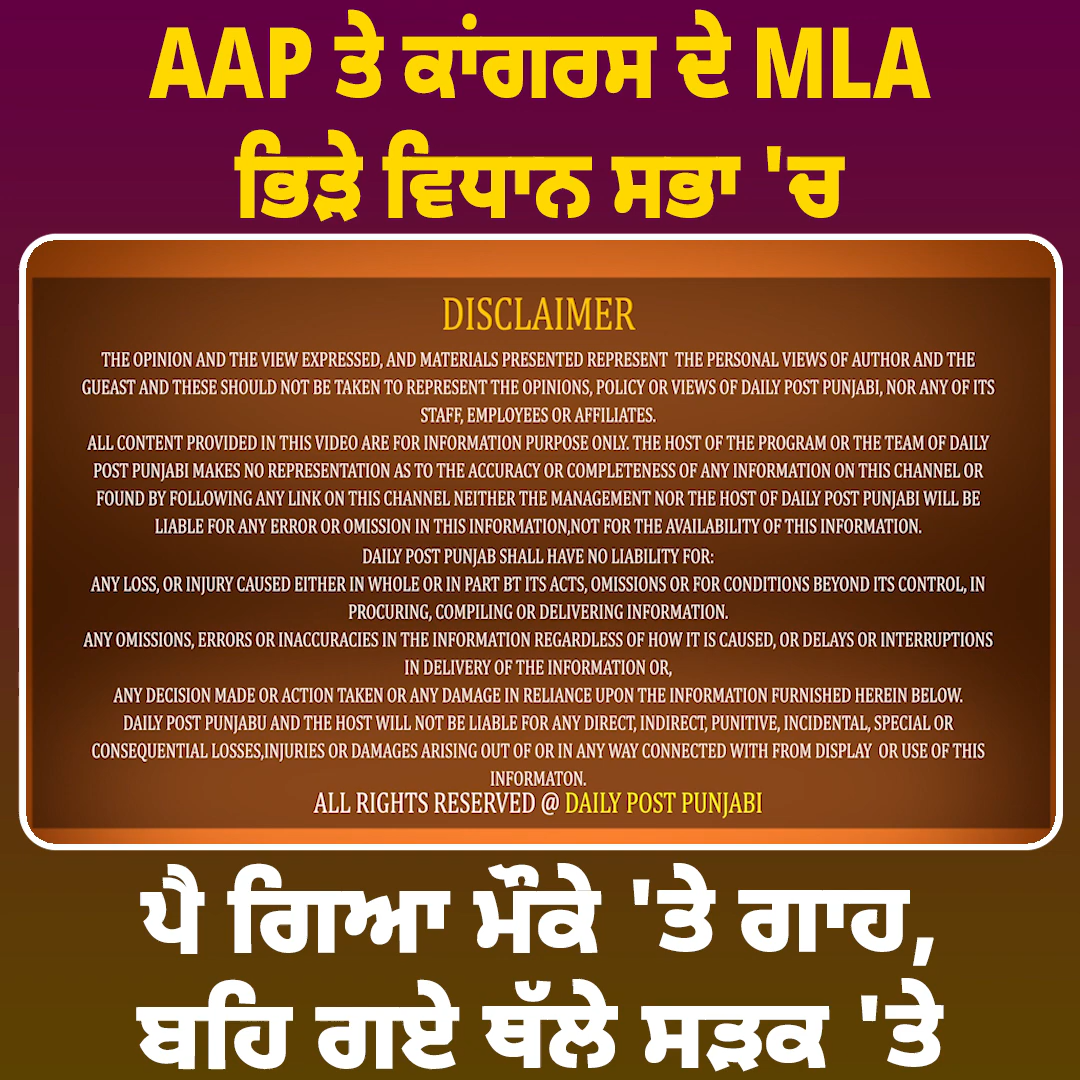 AAP ਤੇ ਕਾਂਗਰਸ ਦੇ MLA
ਭਿੜੇ ਵਿਧਾਨ ਸਭਾ 'ਚ
DISCLAIMER
THE OPINION AND THE VIEW EXPRESSED, AND MATERIALS PRESENTED REPRESENT THE PERSONAL VIEWS OF AUTHOR AND THE
GUEAST AND THESE SHOULD NOT BE TAKEN TO REPRESENT THE OPINIONS, POLICY OR VIEWS OF DAILY POST PUNJABI, NOR ANY OF ITS
STAFF, EMPLOYEES OR AFFILIATES.
ALL CONTENT PROVIDED IN THIS VIDEO ARE FOR INFORMATION PURPOSE ONLY. THE HOST OF THE PROGRAM OR THE TEAM OF DAILY
POST PUNJABI MAKES NO REPRESENTATION AS TO THE ACCURACY OR COMPLETENESS OF ANY INFORMATION ON THIS CHANNEL OR
FOUND BY FOLLOWING ANY LINK ON THIS CHANNEL NEITHER THE MANAGEMENT NOR THE HOST OF DAILY POST PUNJABI WILL BE
LIABLE FOR ANY ERROR OR OMISSION IN THIS INFORMATION,NOT FOR THE AVAILABILITY OF THIS INFORMATION.
DAILY POST PUNJAB SHALL HAVE NO LIABILITY FOR:
ANY LOSS, OR INJURY CAUSED EITHER IN WHOLE OR IN PART BT ITS ACTS, OMISSIONS OR FOR CONDITIONS BEYOND ITS CONTROL, IN
PROCURING, COMPILING OR DELIVERING INFORMATION.
ANY OMISSIONS, ERRORS OR INACCURACIES IN THE INFORMATION REGARDLESS OF HOW IT IS CAUSED, OR DELAYS OR INTERRUPTIONS
IN DELIVERY OF THE INFORMATION OR,
ANY DECISION MADE OR ACTION TAKEN OR ANY DAMAGE IN RELIANCE UPON THE INFORMATION FURNISHED HEREIN BELOW.
DAILY POST PUNJABU AND THE HOST WILL NOT BE LIABLE FOR ANY DIRECT, INDIRECT, PUNITIVE, INCIDENTAL, SPECIAL OR
CONSEQUENTIAL LOSSES,INJURIES OR DAMAGES ARISING OUT OF OR IN ANY WAY CONNECTED WITH FROM DISPLAY OR USE OF THIS
INFORMATON.
ALL RIGHTS RESERVED @ DAILY POST PUNJABI
ਪੈ ਗਿਆ ਮੌਕੇ 'ਤੇ ਗਾਹ,
ਬਹਿ ਗਏ ਥੱਲੇ ਸੜਕ 'ਤੇ